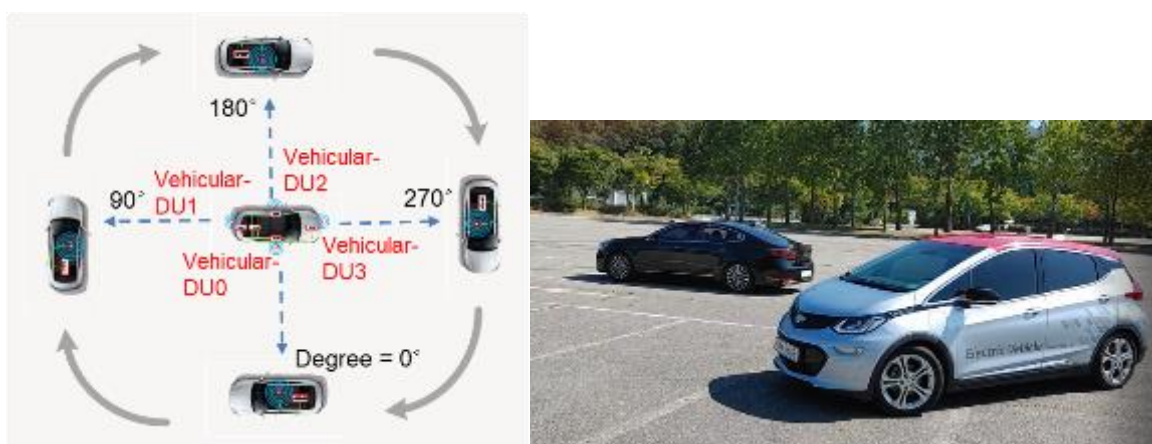 180°
Vehicular-
DU2
Vehicular-
DU1
90°
270°
Vehicular-
DU0
Vehicular-
DU3
Degree = 0°
Electric Vehicle